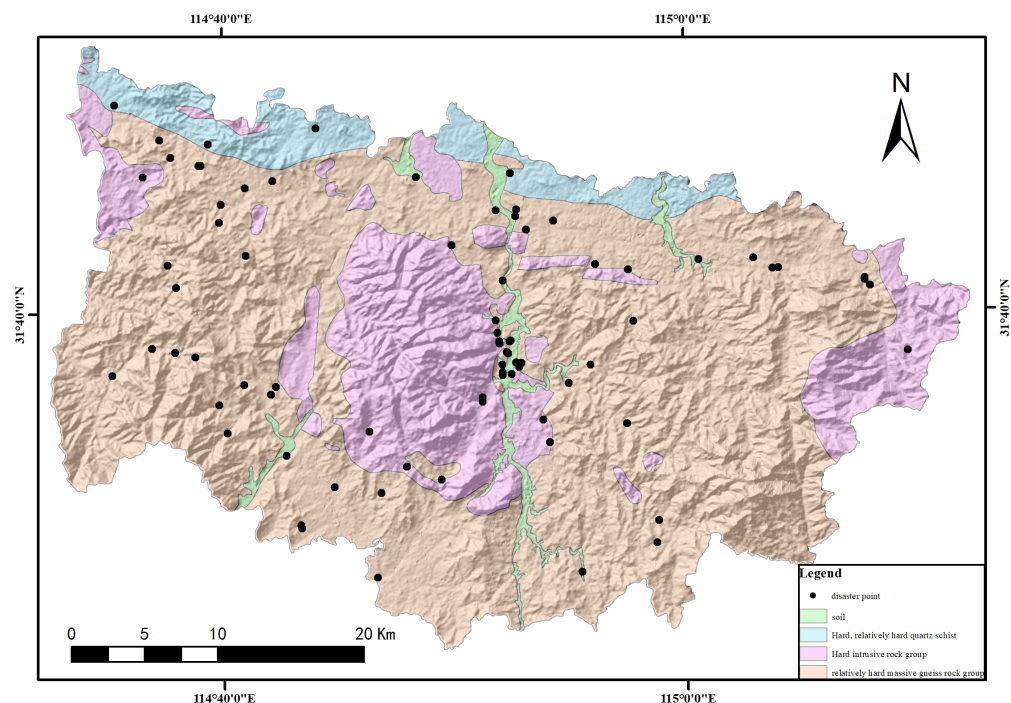 114°40'0"E
115°0'0"E
N
31°40'0"N
31°40'0"N
Legend
disaster point
soil
Hard, relatively hard quartz schist
Hard intrusive rock group
relatively hard massive gneiss rock group
0 5 10 20 Km
114°40'0"E
115°0'0"E